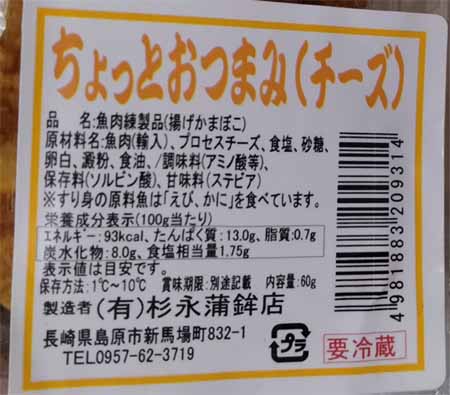 ちょっとおつまみ(チーズ)
品　名:魚肉練製品(揚げかまぼこ)
原材料名:魚肉(輸入)、プロセスチーズ、食塩、砂糖、
卵白、澱粉、食油、/調味料(アミノ酸等)、
保存料(ソルビン酸)、甘味料(ステビア)
※すり身の原料魚は「えび、かに」を食べています。
栄養成分表示(100g当たり)
エネルギー:93kcal、たんぱく質:13.0g、脂質:0.7g
炭水化物:8.0g、食塩相当量1.75g
表示値は目安です。
保存方法:1℃〜10℃　賞味期限:別途記載　内容量:60g
製造者 (有)杉永蒲鉾店
長崎県島原市新馬場町832-1
TEL0957-62-3719
プラ
要冷蔵
4981883209314